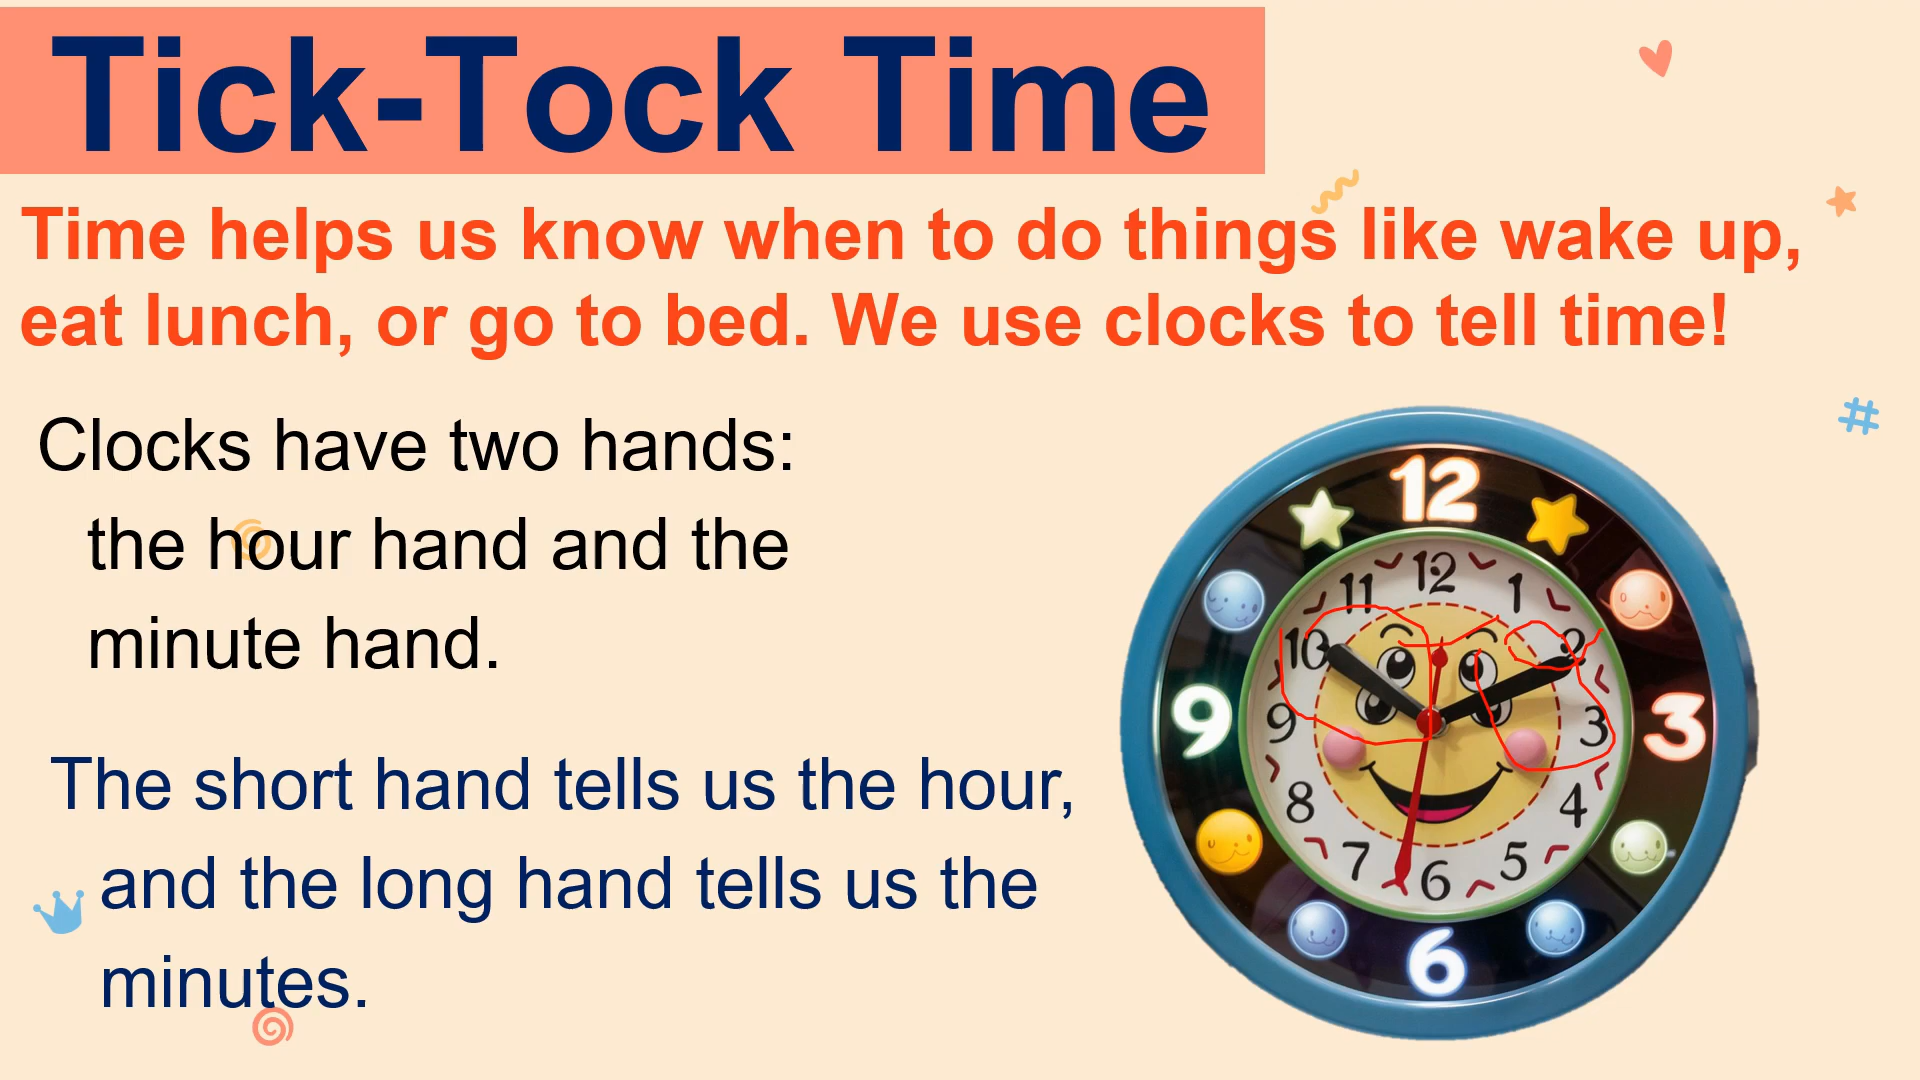 Tick-Tock Time
Time helps us know when to do things like wake up,
eat lunch, or go to bed. We use clocks to tell time!
Clocks have two hands:
the hour hand and the
minute hand.
The short hand tells us the hour,
and the long hand tells us the
minutes.
12
3
6
9
12
1
2
3
4
5
6
7
8
9
10
11